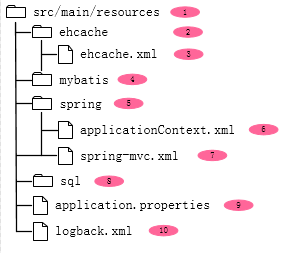 src/main/resources 1
ehcache 2
ehcache.xml 3
mybatis 4
spring 5
applicationContext.xml 6
spring-mvc.xml 7
sql 8
application.properties 9
logback.xml 10